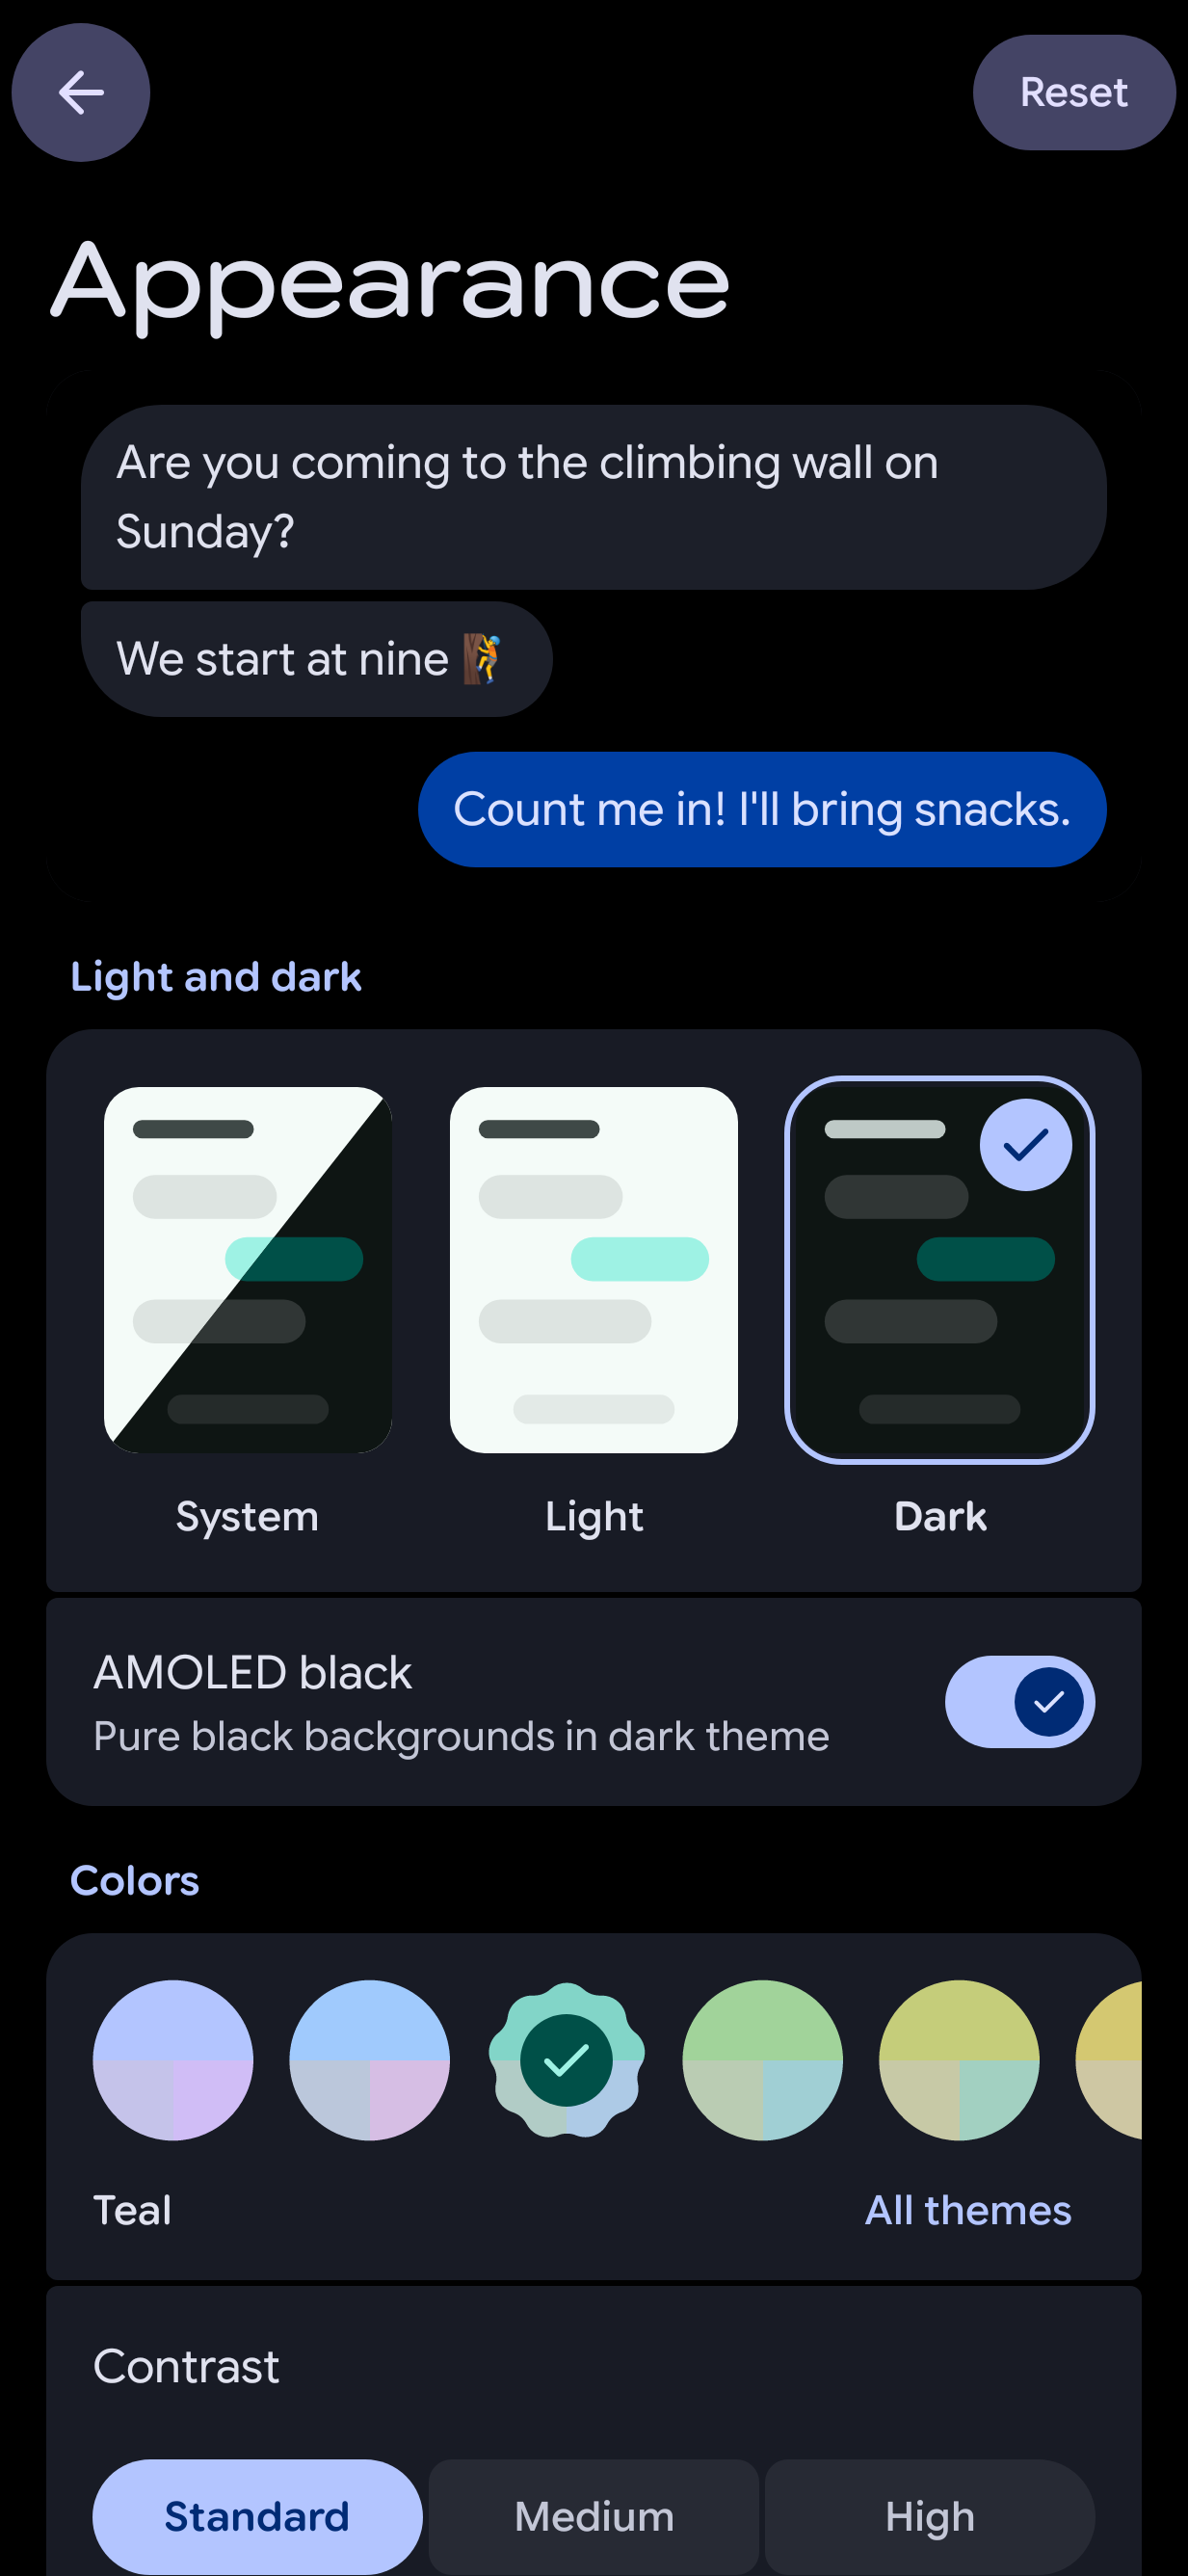 Reset
Appearance
Are you coming to the climbing wall on
Sunday?
We start at nine 🧗
Count me in! I'll bring snacks.
Light and dark
System
Light
Dark
AMOLED black
Pure black backgrounds in dark theme
Colors
Teal
All themes
Contrast
Standard
Medium
High